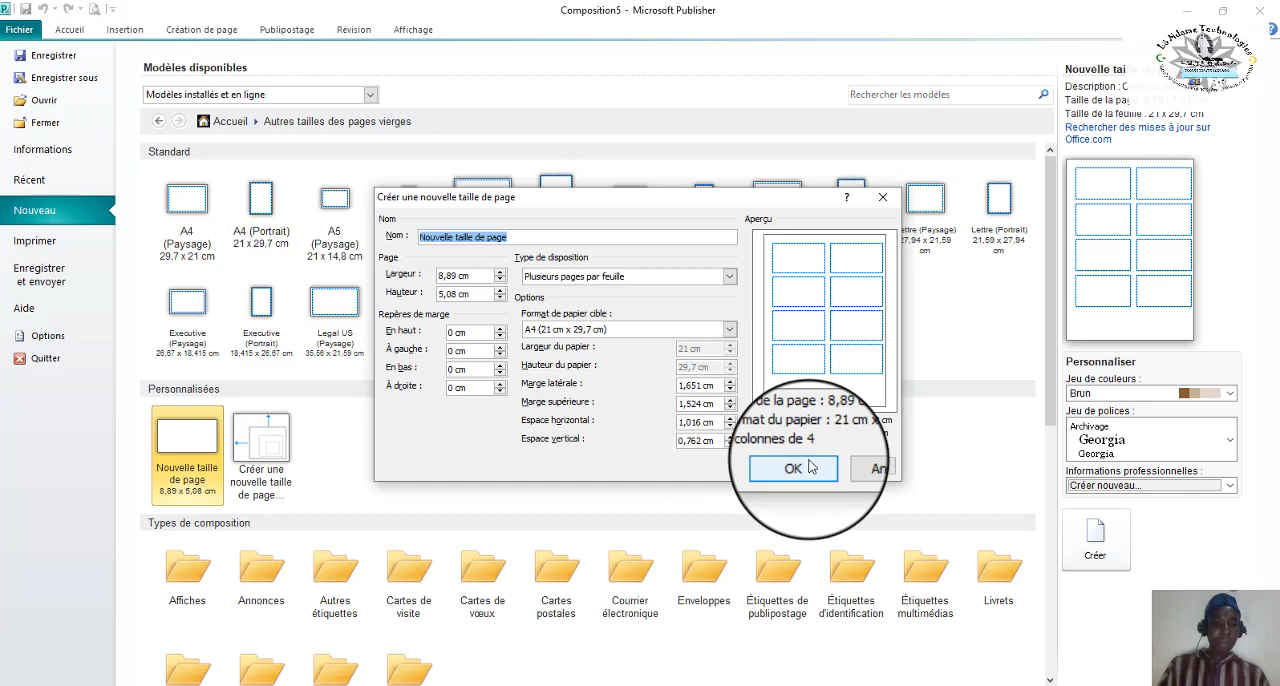 Composition5 - Microsoft Publisher
Fichier
Accueil
Insertion
Création de page
Publipostage
Révision
Affichage
Enregistrer
Enregistrer sous
Ouvrir
Fermer
Informations
Récent
Nouveau
Imprimer
Enregistrer
et envoyer
Aide
Options
Quitter
Modèles disponibles
Modèles installés et en ligne
Rechercher les modèles
Accueil
Autres tailles des pages vierges
Standard
A4
(Paysage)
29,7 x 21
A4 (Portrait)
21 x 29,7 cm
A5
(Paysage)
21 x 14,8 cm
(Paysage)
27,94 x 21,59
cm
Lettre (Portrait)
21,59 x 27,94
cm
Executive
(Paysage)
26,67 x 18,415
Executive
(Portrait)
18,415 x 26,67
Legal US
(Paysage)
35,56 x 21,59
Personnalisées
Nouvelle taille
de page
8,89 x 5,08 cm
Créer une
nouvelle taille
de page...
Types de composition
Affiches
Annonces
Autres
étiquettes
Cartes de
visite
Cartes de
vœux
Cartes
postales
Courrier
électronique
Enveloppes
Étiquettes de
publipostage
Étiquettes
d'identification
Étiquettes
multimédias
Livrets
Créer une nouvelle taille de page
?
Nom
Nom :
Nouvelle taille de page
Page
Largeur :
8,89 cm
Hauteur :
5,08 cm
Repères de marge
En haut :
0 cm
À gauche :
0 cm
En bas :
0 cm
À droite :
0 cm
Type de disposition
Plusieurs pages par feuille
Options
Format de papier cible :
A4 (21 cm x 29,7 cm)
Largeur du papier :
21 cm
Hauteur du papier :
29,7 cm
Marge latérale :
1,651 cm
Marge supérieure :
1,524 cm
Espace horizontal :
1,016 cm
Espace vertical :
0,762 cm
Aperçu
de la page : 8,89
mat du papier : 21 cm x
cm
colonnes de 4
OK
An
Lô Ndame Technologies
Nouvelle tai
Description : C
Taille de la pa
Taille de la feuille : 21 x 29,7 cm
Rechercher des mises à jour sur
Office.com
Personnaliser
Jeu de couleurs :
Brun
Jeu de polices :
Archivage
Georgia
Georgia
Informations professionnelles :
Créer nouveau...
Créer